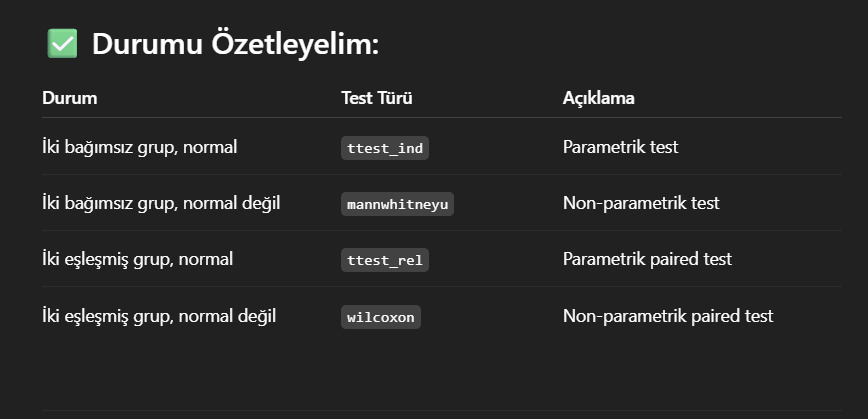 ✅ Durumu Özetleyelim:
Durum Test Türü Açıklama
İki bağımsız grup, normal ttest_ind Parametrik test
İki bağımsız grup, normal değil mannwhitneyu Non-parametrik test
İki eşleşmiş grup, normal ttest_rel Parametrik paired test
İki eşleşmiş grup, normal değil wilcoxon Non-parametrik paired test